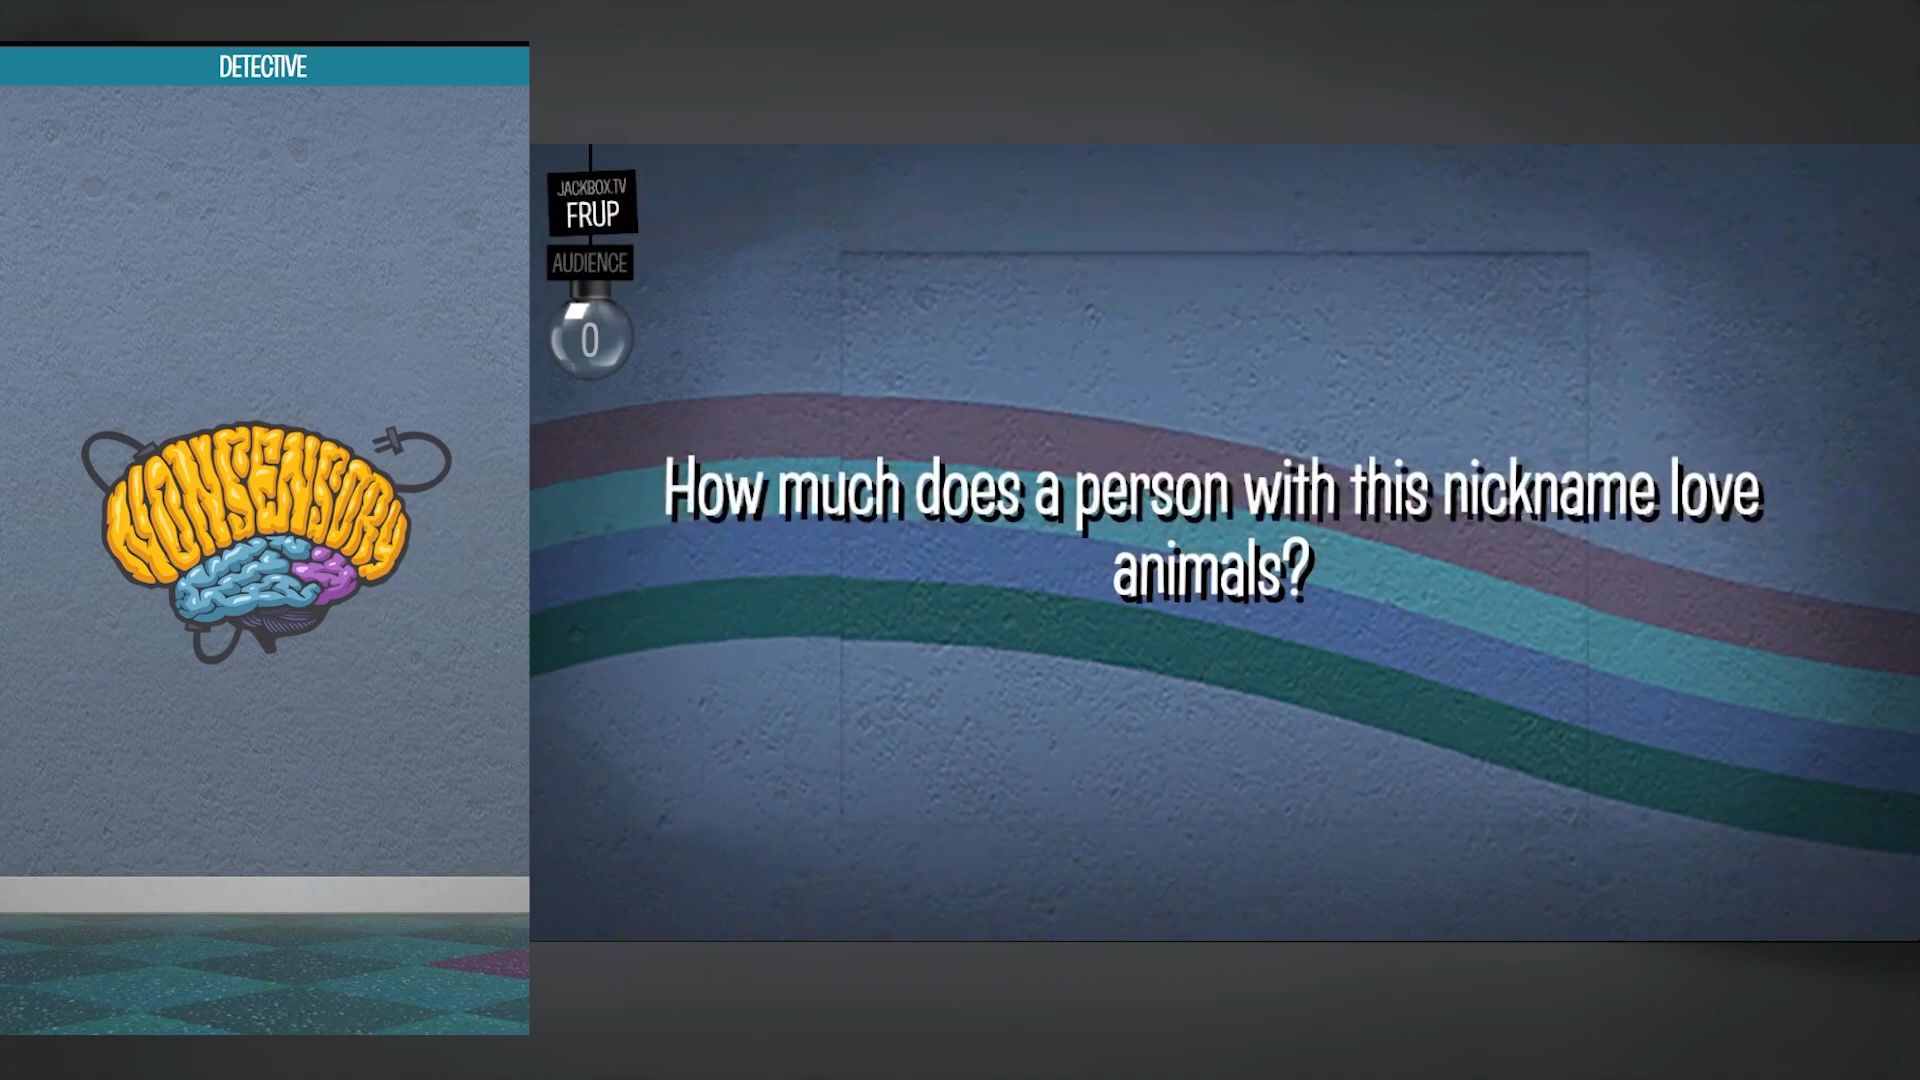 DETECTIVE
NONSENSORY
JACKBOX.TV
FRUP
AUDIENCE
0
How much does a person with this nickname love
animals?